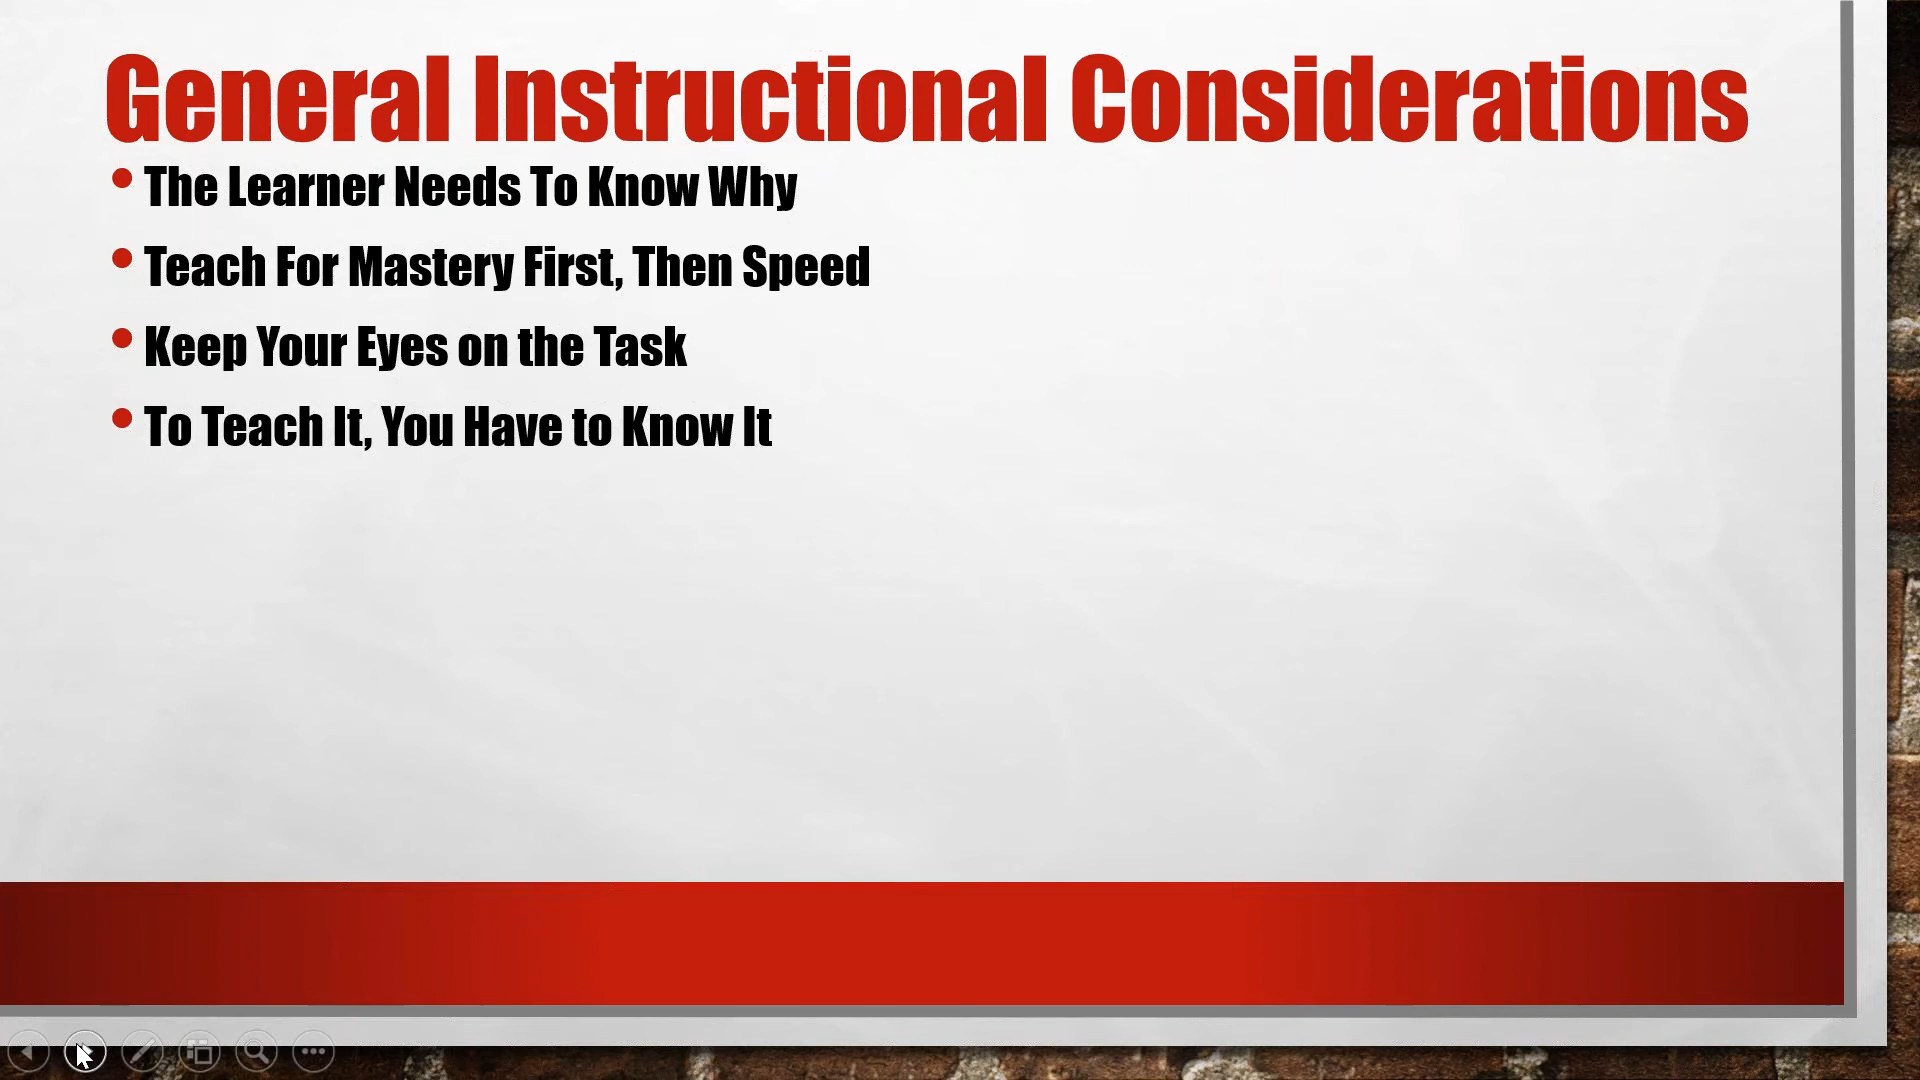 General Instructional Considerations
• The Learner Needs To Know Why
• Teach For Mastery First, Then Speed
• Keep Your Eyes on the Task
• To Teach It, You Have to Know It